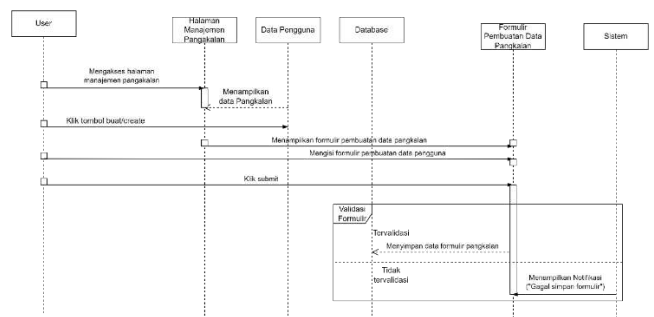 User
Halaman
Manajemen
Pangakalan
Data Pengguna
Database
Formulir
Pembuatan Data
Pangkalan
Sistem
Mengakses halaman
manajemen pangakalan
Menampilkan
data Pangkalan
Klik tombol buat/create
Menampilkan formulir pembuatan data pangkalan
Mengisi formulir pembuatan data pengguna
Klik submit
Validasi
Formulir
Tervalidasi
Menyimpan data formulir pangkalan
Tidak
tervalidasi
Menampilkan Notifikasi
("Gagal simpan formulir")